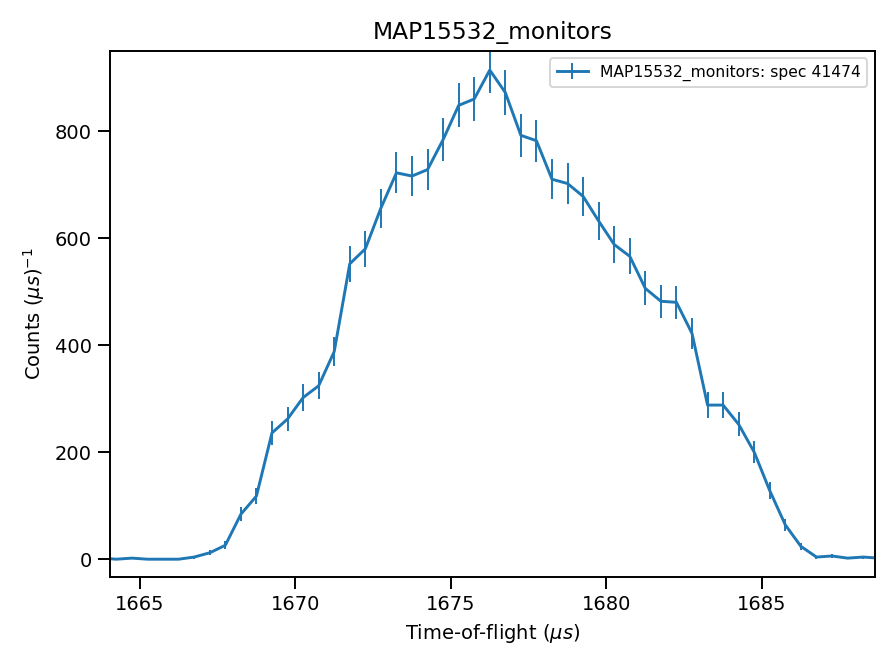 MAP15532_monitors
MAP15532_monitors: spec 41474
Counts (μs)⁻¹
800
600
400
200
0
1665 1670 1675 1680 1685
Time-of-flight (μs)